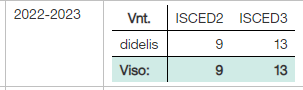 2022-2023
Vnt. ISCED2 ISCED3
didelis 9 13
Viso: 9 13